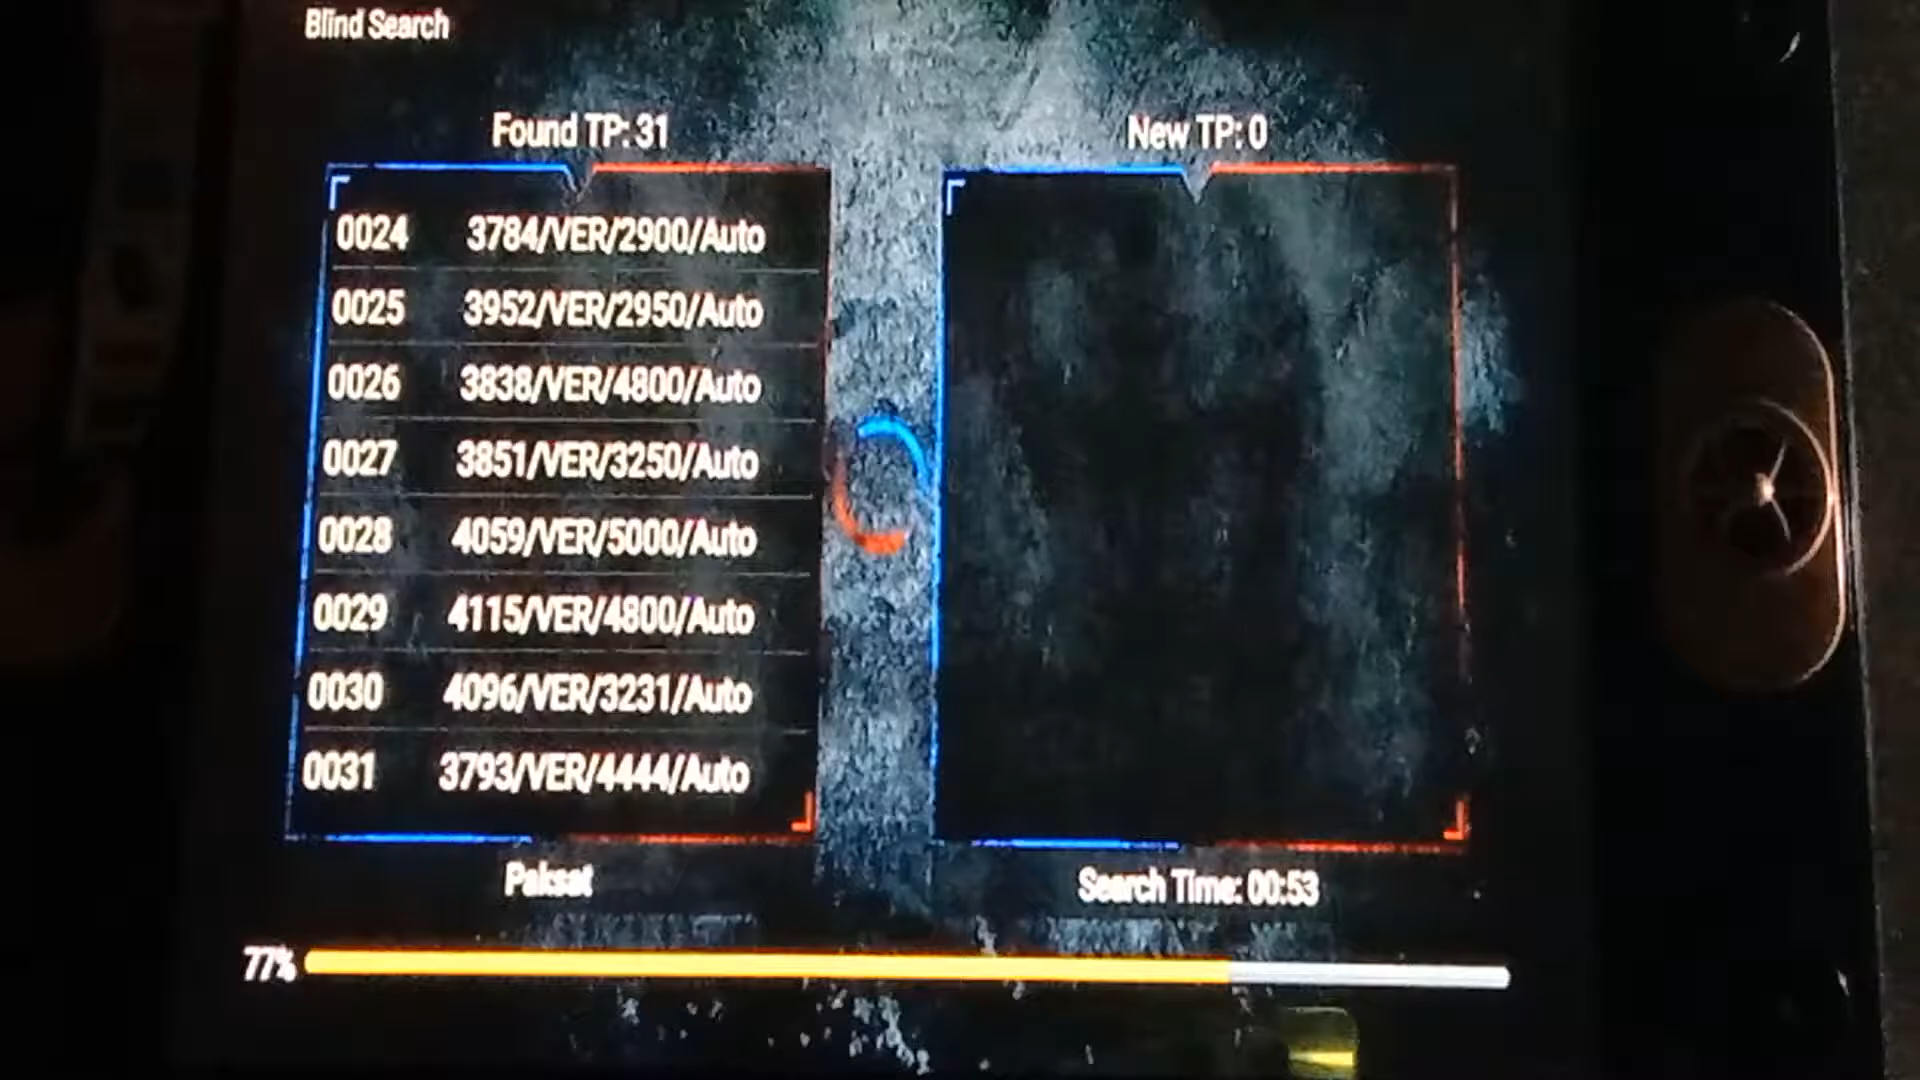 Blind Search
Found TP: 31
New TP: 0
0024 3784/VER/2900/Auto
0025 3952/VER/2950/Auto
0026 3838/VER/4800/Auto
0027 3851/VER/3250/Auto
0028 4059/VER/5000/Auto
0029 4115/VER/4800/Auto
0030 4096/VER/3231/Auto
0031 3793/VER/4444/Auto
Paksat
Search Time: 00:53
77%